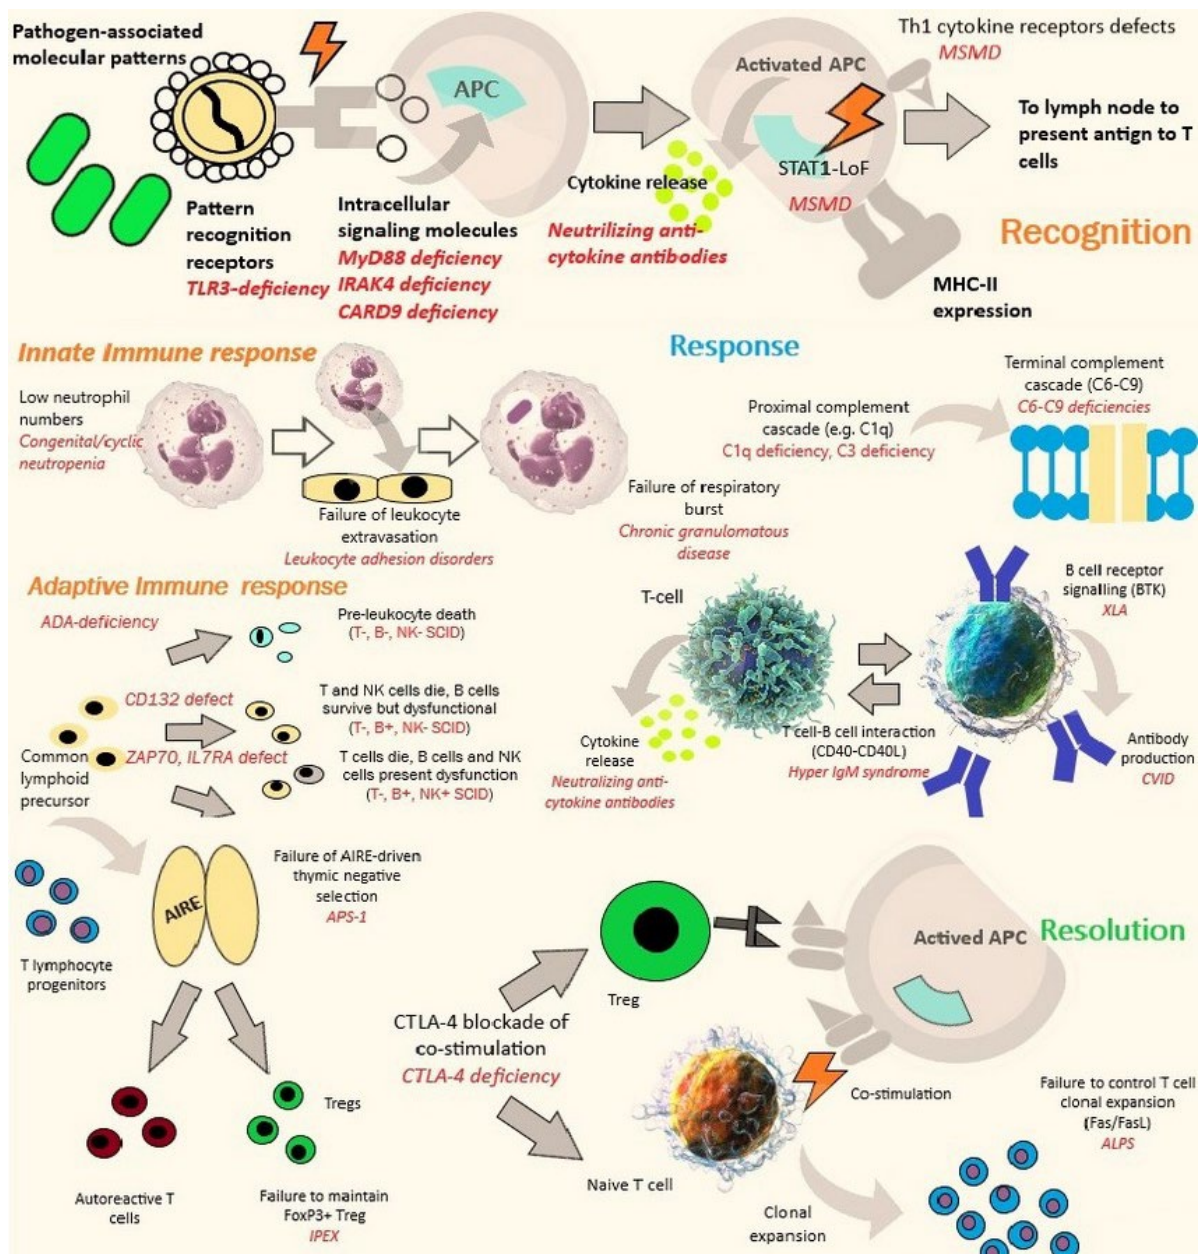 Pathogen-associated
molecular patterns
APC
Activated APC
Th1 cytokine receptors defects
MSMD
To lymph node to
present antign to T
cells
Cytokine release
STAT1-LoF
MSMD
Pattern
recognition
receptors
TLR3-deficiency
Intracellular
signaling molecules
MyD88 deficiency
IRAK4 deficiency
CARD9 deficiency
Neutrilizing anti-
cytokine antibodies
Recognition
MHC-II
expression
Innate Immune response
Response
Low neutrophil
numbers
Congenital/cyclic
neutropenia
Failure of leukocyte
extravasation
Leukocyte adhesion disorders
Failure of respiratory
burst
Chronic granulomatous
disease
Proximal complement
cascade (e.g. C1q)
C1q deficiency, C3 deficiency
Terminal complement
cascade (C6-C9)
C6-C9 deficiencies
Adaptive Immune response
ADA-deficiency
Pre-leukocyte death
(T-, B-, NK- SCID)
CD132 defect
T and NK cells die, B cells
survive but dysfunctional
(T-, B+, NK- SCID)
ZAP70, IL7RA defect
Common
lymphoid
precursor
T cells die, B cells and NK
cells present dysfunction
(T-, B+, NK+ SCID)
T-cell
B cell receptor
signalling (BTK)
XLA
Cytokine
release
Neutralizing anti-
cytokine antibodies
T cell-B cell interaction
(CD40-CD40L)
Hyper IgM syndrome
Antibody
production
CVID
AIRE
Failure of AIRE-driven
thymic negative
selection
APS-1
T lymphocyte
progenitors
Autoreactive T
cells
Tregs
Failure to maintain
FoxP3+ Treg
IPEX
Treg
Actived APC
Resolution
CTLA-4 blockade of
co-stimulation
CTLA-4 deficiency
Co-stimulation
Naive T cell
Clonal
expansion
Failure to control T cell
clonal expansion
(Fas/FasL)
ALPS